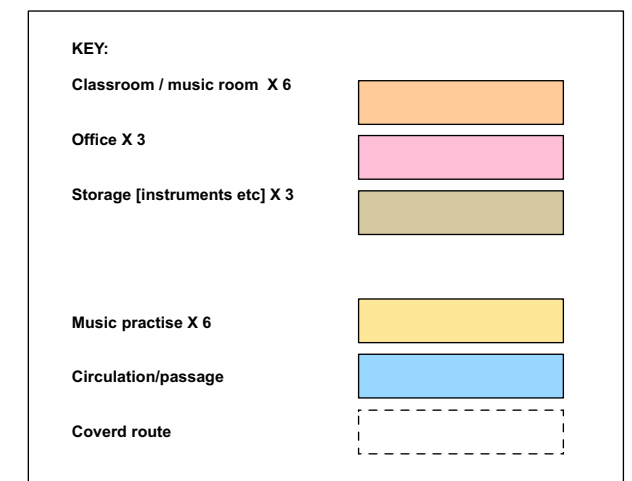 KEY:
Classroom / music room X 6
Office X 3
Storage [instruments etc] X 3
Music practise X 6
Circulation/passage
Coverd route